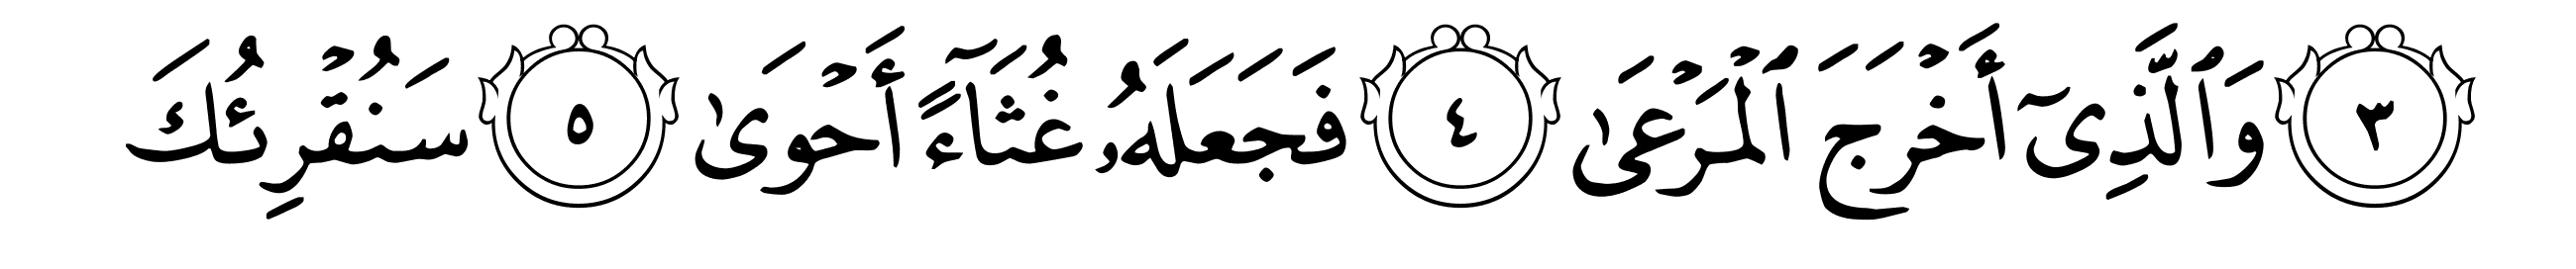 ٣ وَٱلَّذِىٓ أَخْرَجَ ٱلْمَرْعَىٰ ٤ فَجَعَلَهُۥ غُثَآءً أَحْوَىٰ ٥ سَنُقْرِئُكَ